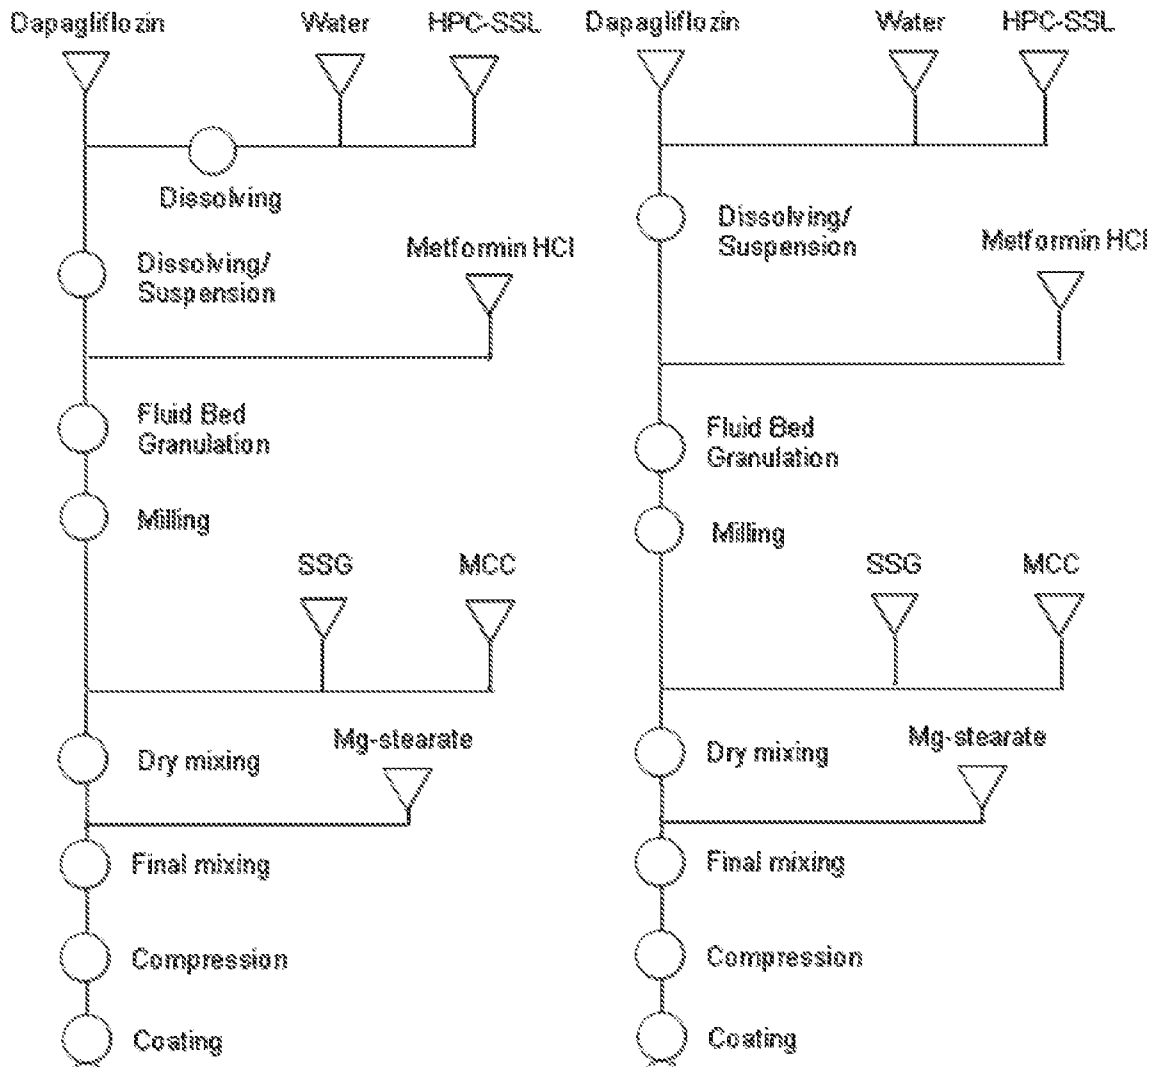 Dapagliflozin
Water
HPC-SSL
Dissolving
Dissolving/
Suspension
Metformin HCl
Fluid Bed
Granulation
Milling
SSG
MCC
Dry mixing
Mg-stearate
Final mixing
Compression
Coating
Dapagliflozin
Water
HPC-SSL
Dissolving/
Suspension
Metformin HCl
Fluid Bed
Granulation
Milling
SSG
MCC
Dry mixing
Mg-stearate
Final mixing
Compression
Coating